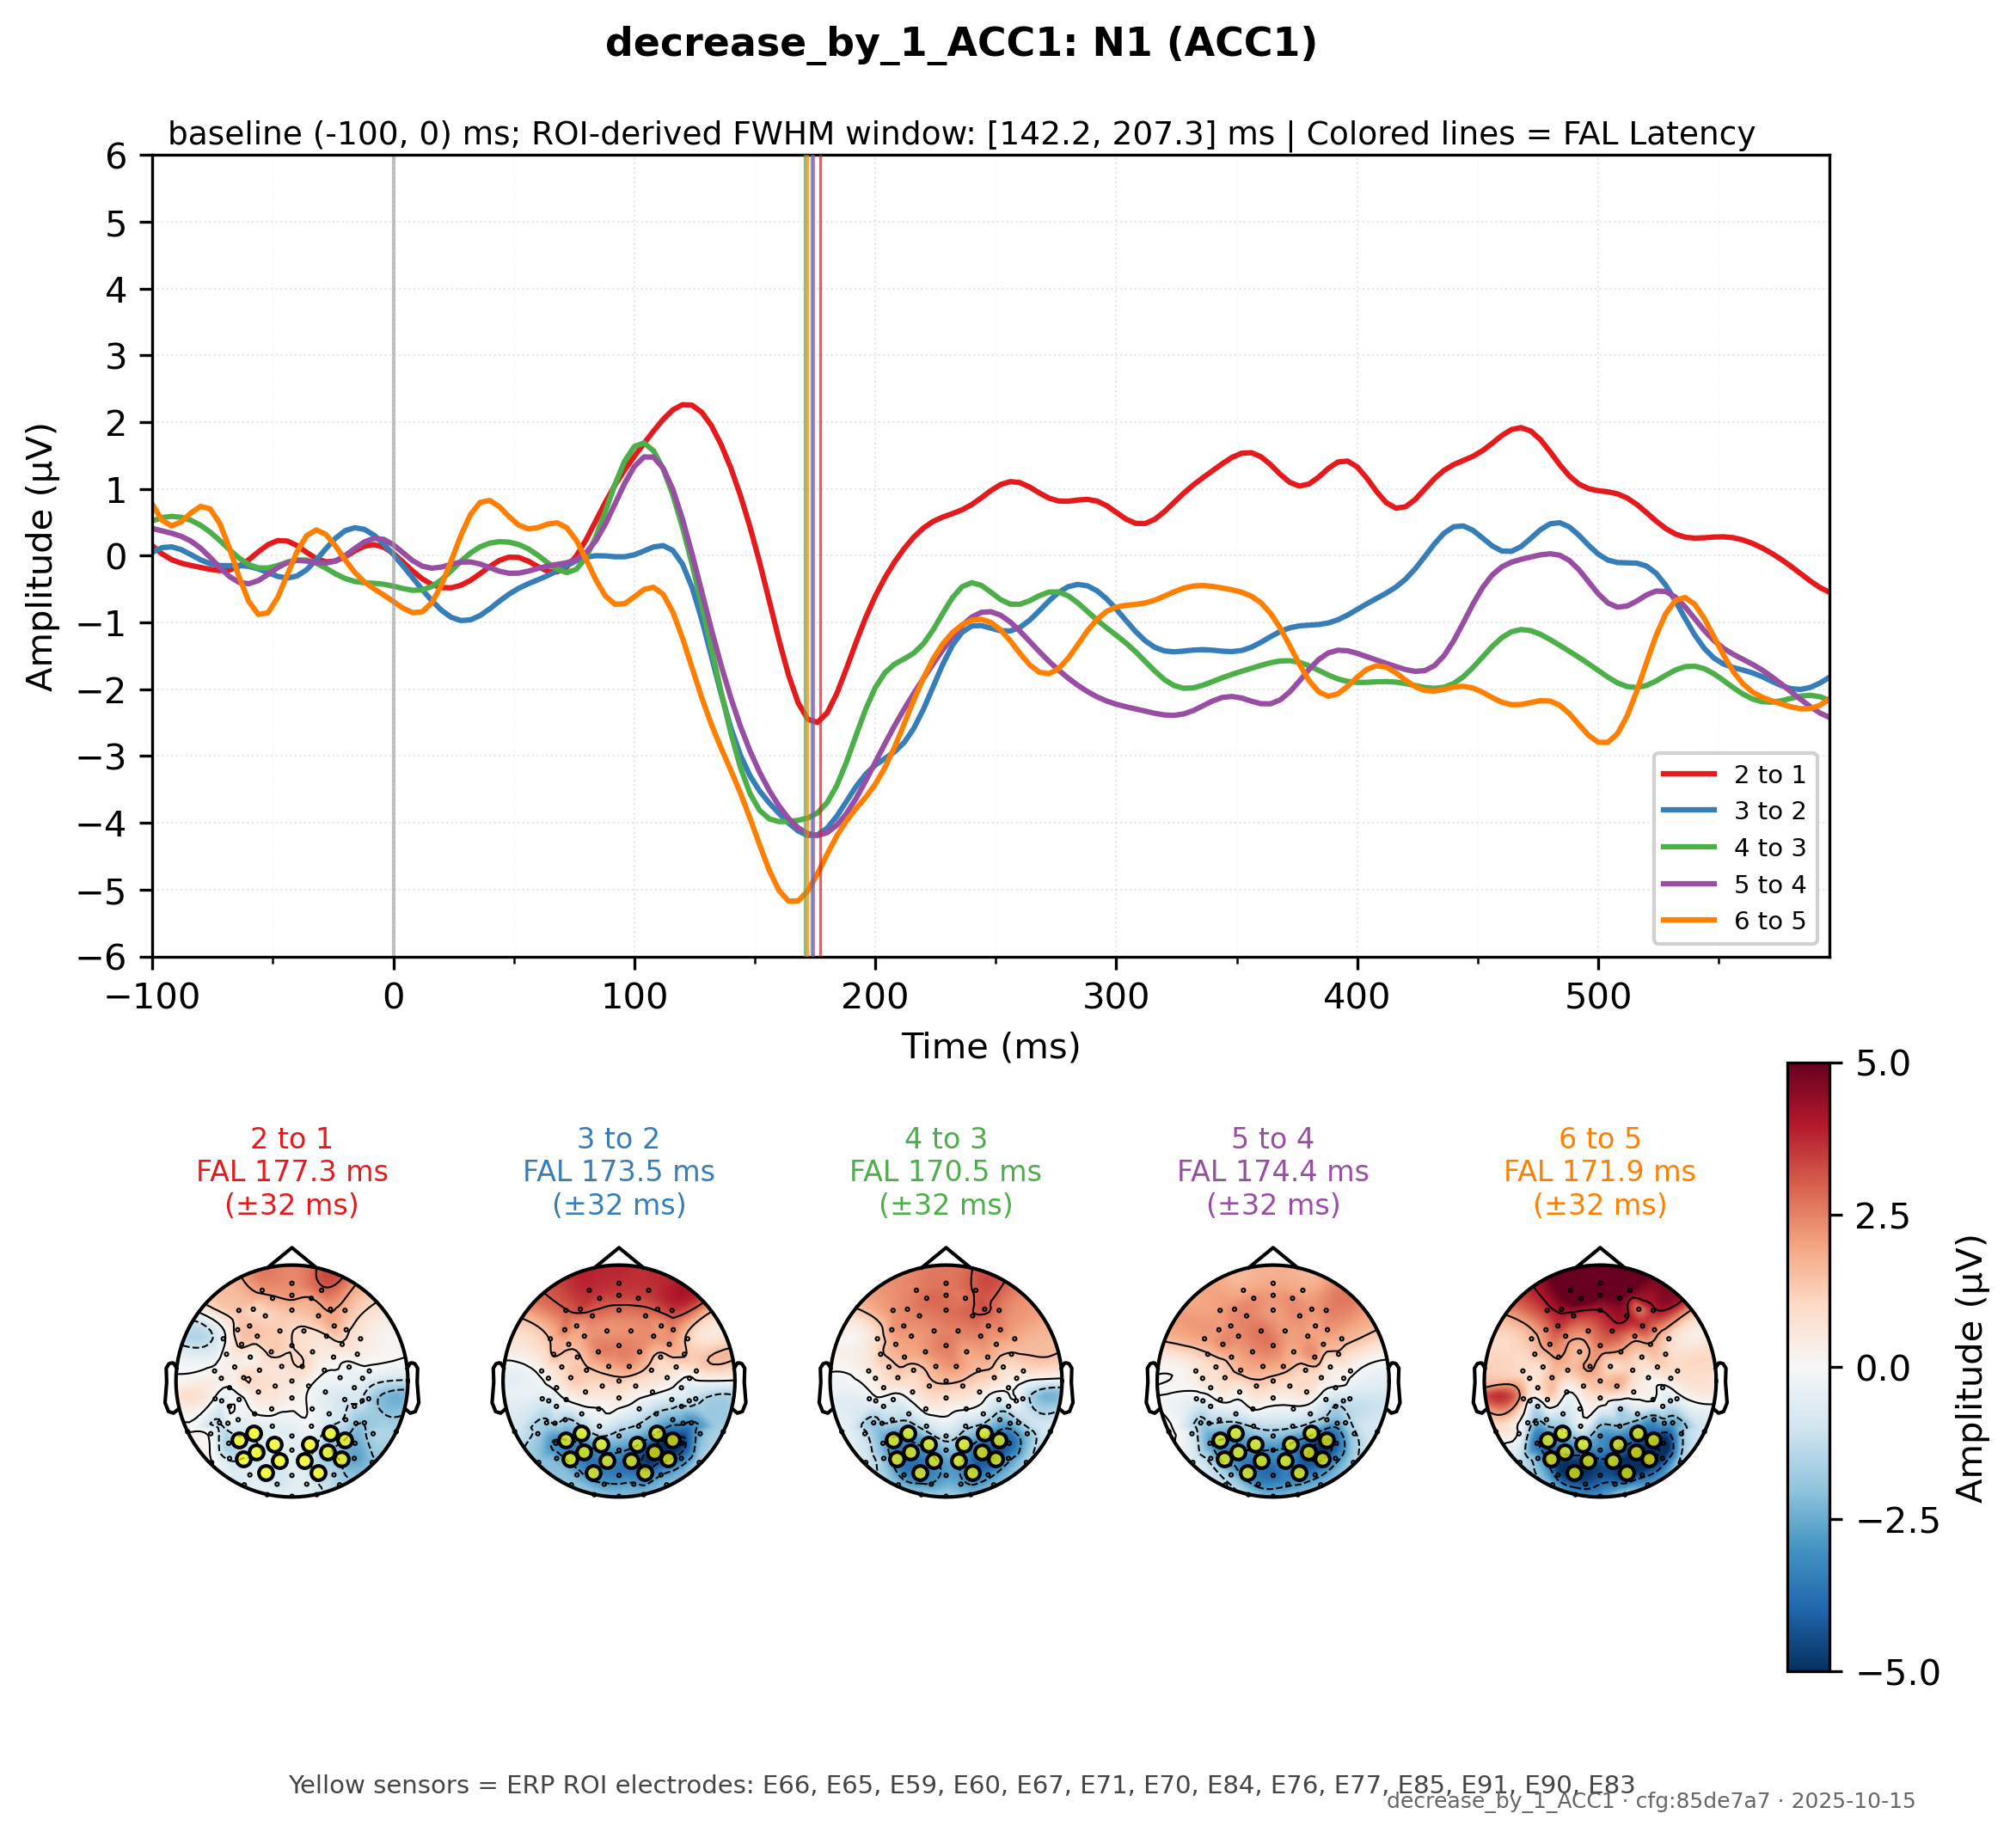 decrease_by_1_ACC1: N1 (ACC1)
baseline (-100, 0) ms; ROI-derived FWHM window: [142.2, 207.3] ms | Colored lines = FAL Latency
6
5
4
3
2
1
0
−1
−2
−3
−4
−5
−6
Amplitude (µV)
2 to 1
3 to 2
4 to 3
5 to 4
6 to 5
−100 0 100 200 300 400 500
Time (ms)
2 to 1
FAL 177.3 ms
(±32 ms)
3 to 2
FAL 173.5 ms
(±32 ms)
4 to 3
FAL 170.5 ms
(±32 ms)
5 to 4
FAL 174.4 ms
(±32 ms)
6 to 5
FAL 171.9 ms
(±32 ms)
5.0
2.5
0.0
−2.5
−5.0
Amplitude (µV)
Yellow sensors = ERP ROI electrodes: E66, E65, E59, E60, E67, E71, E70, E84, E76, E77, E85, E91, E90, E83
decrease_by_1_ACC1 · cfg:85de7a7 · 2025-10-15